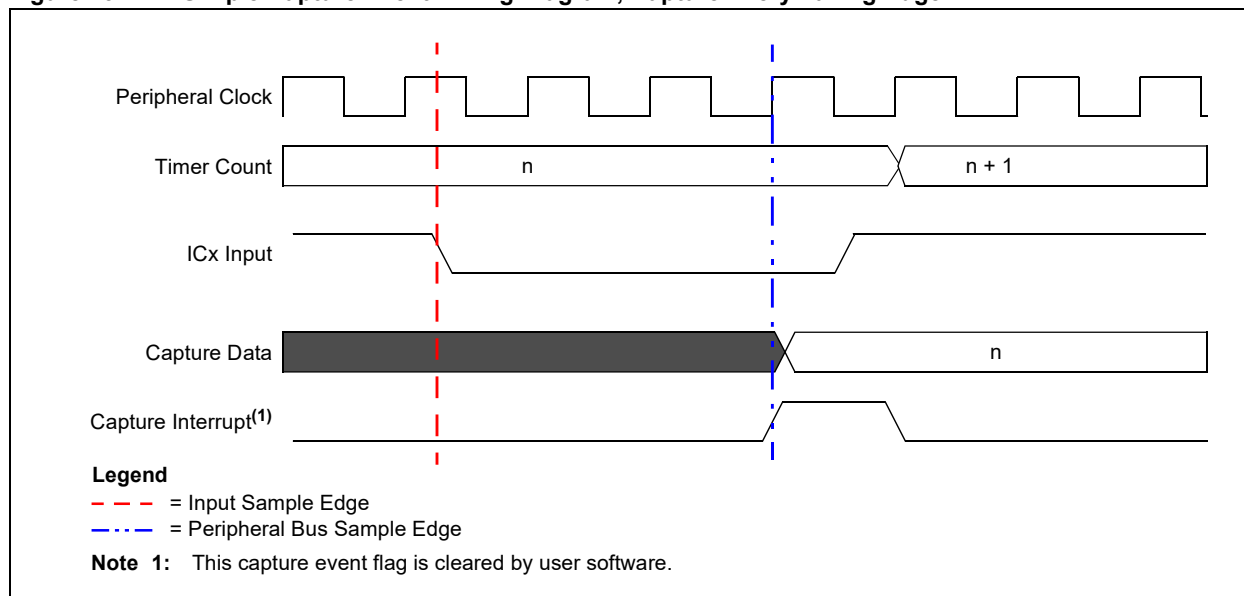 Peripheral Clock
Timer Count
n
n + 1
ICx Input
Capture Data
n
Capture Interrupt(1)
Legend
= Input Sample Edge
= Peripheral Bus Sample Edge
Note 1: This capture event flag is cleared by user software.